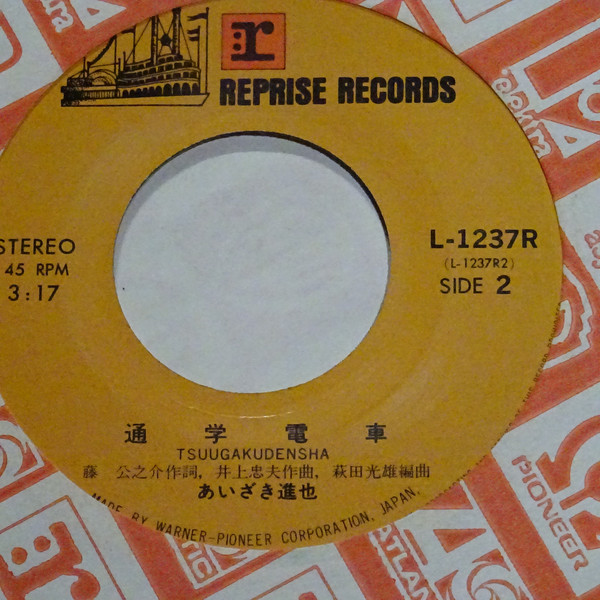 r
REPRISE RECORDS
STEREO
45 RPM
3:17
L-1237R
(L-1237R2)
SIDE 2
通学電車
TSUUGAKUDENSHA
藤 公之介作詞, 井上忠夫作曲, 萩田光雄編曲
あいざき進也
MADE BY WARNER-PIONEER CORPORATION, JAPAN.
PIONEER
ATLANTIC